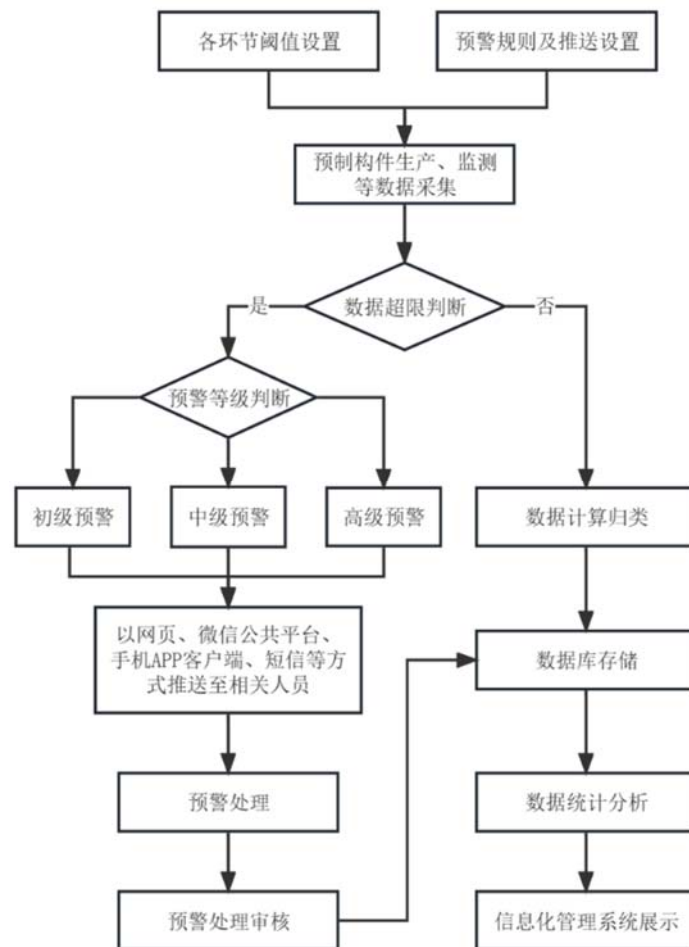 各环节阈值设置
预警规则及推送设置
预制构件生产、监测
等数据采集
数据超限判断
是
否
预警等级判断
初级预警
中级预警
高级预警
数据计算归类
以网页、微信公共平台、
手机APP客户端、短信等方
式推送至相关人员
数据库存储
预警处理
数据统计分析
预警处理审核
信息化管理系统展示